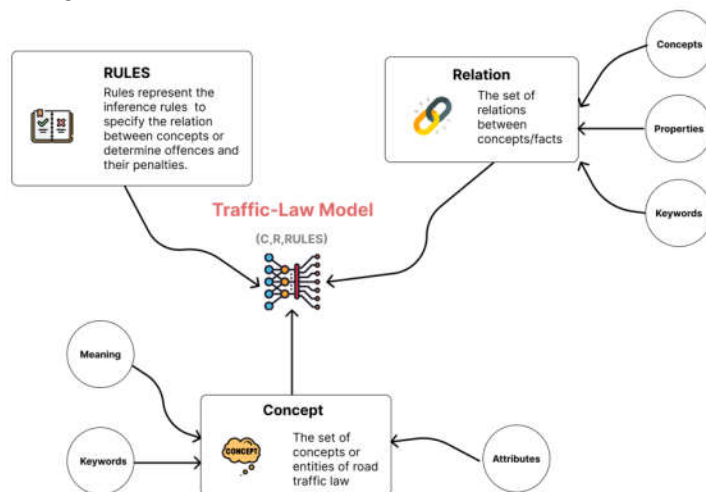 RULES
Rules represent the
inference rules to
specify the relation
between concepts or
determine offences and
their penalties.
Relation
The set of
relations
between
concepts/facts
Concepts
Properties
Keywords
Traffic-Law Model
(C,R,RULES)
Meaning
Keywords
Concept
CONCEPT
The set of
concepts or
entities of road
traffic law
Attributes